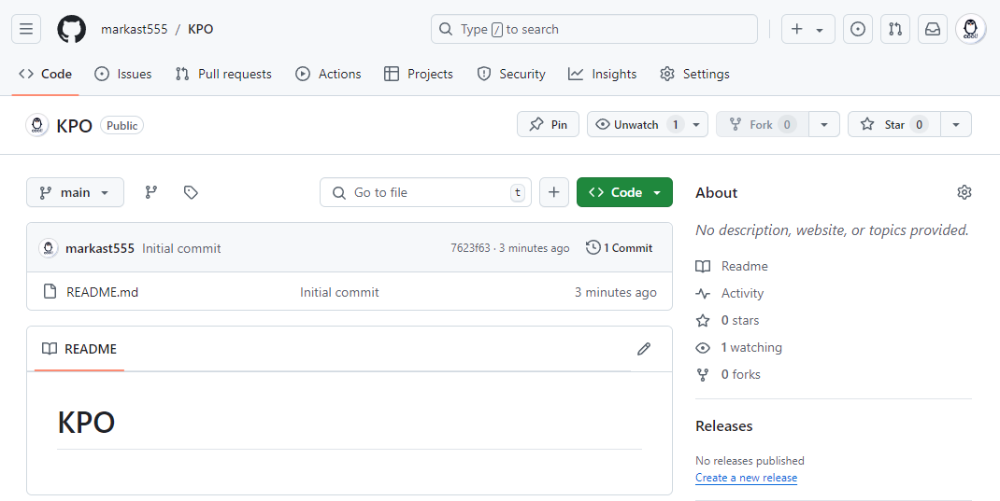 markast555 / KPO
Type / to search
Code
Issues
Pull requests
Actions
Projects
Security
Insights
Settings
KPO Public
Pin
Unwatch 1
Fork 0
Star 0
main
Go to file t
Code
markast555 Initial commit 7623f63 · 3 minutes ago 1 Commit
README.md Initial commit 3 minutes ago
README
KPO
About
No description, website, or topics provided.
Readme
Activity
0 stars
1 watching
0 forks
Releases
No releases published
Create a new release